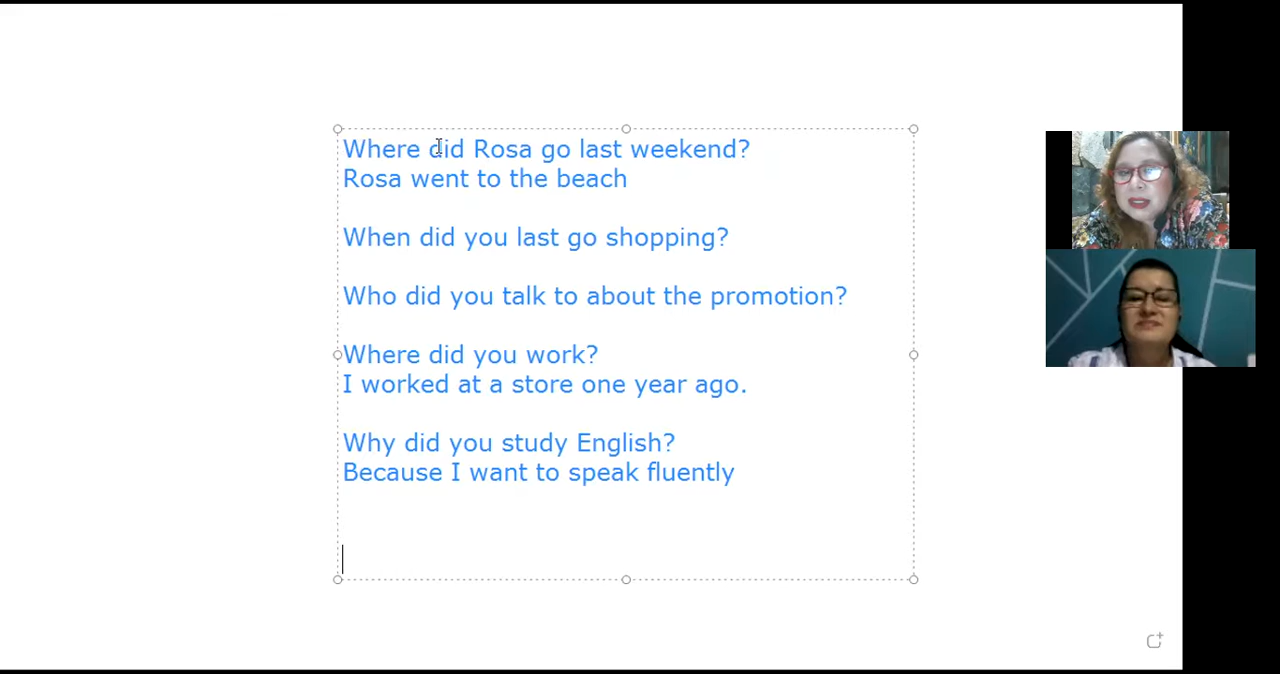 Where did Rosa go last weekend?
Rosa went to the beach
When did you last go shopping?
Who did you talk to about the promotion?
Where did you work?
I worked at a store one year ago.
Why did you study English?
Because I want to speak fluently